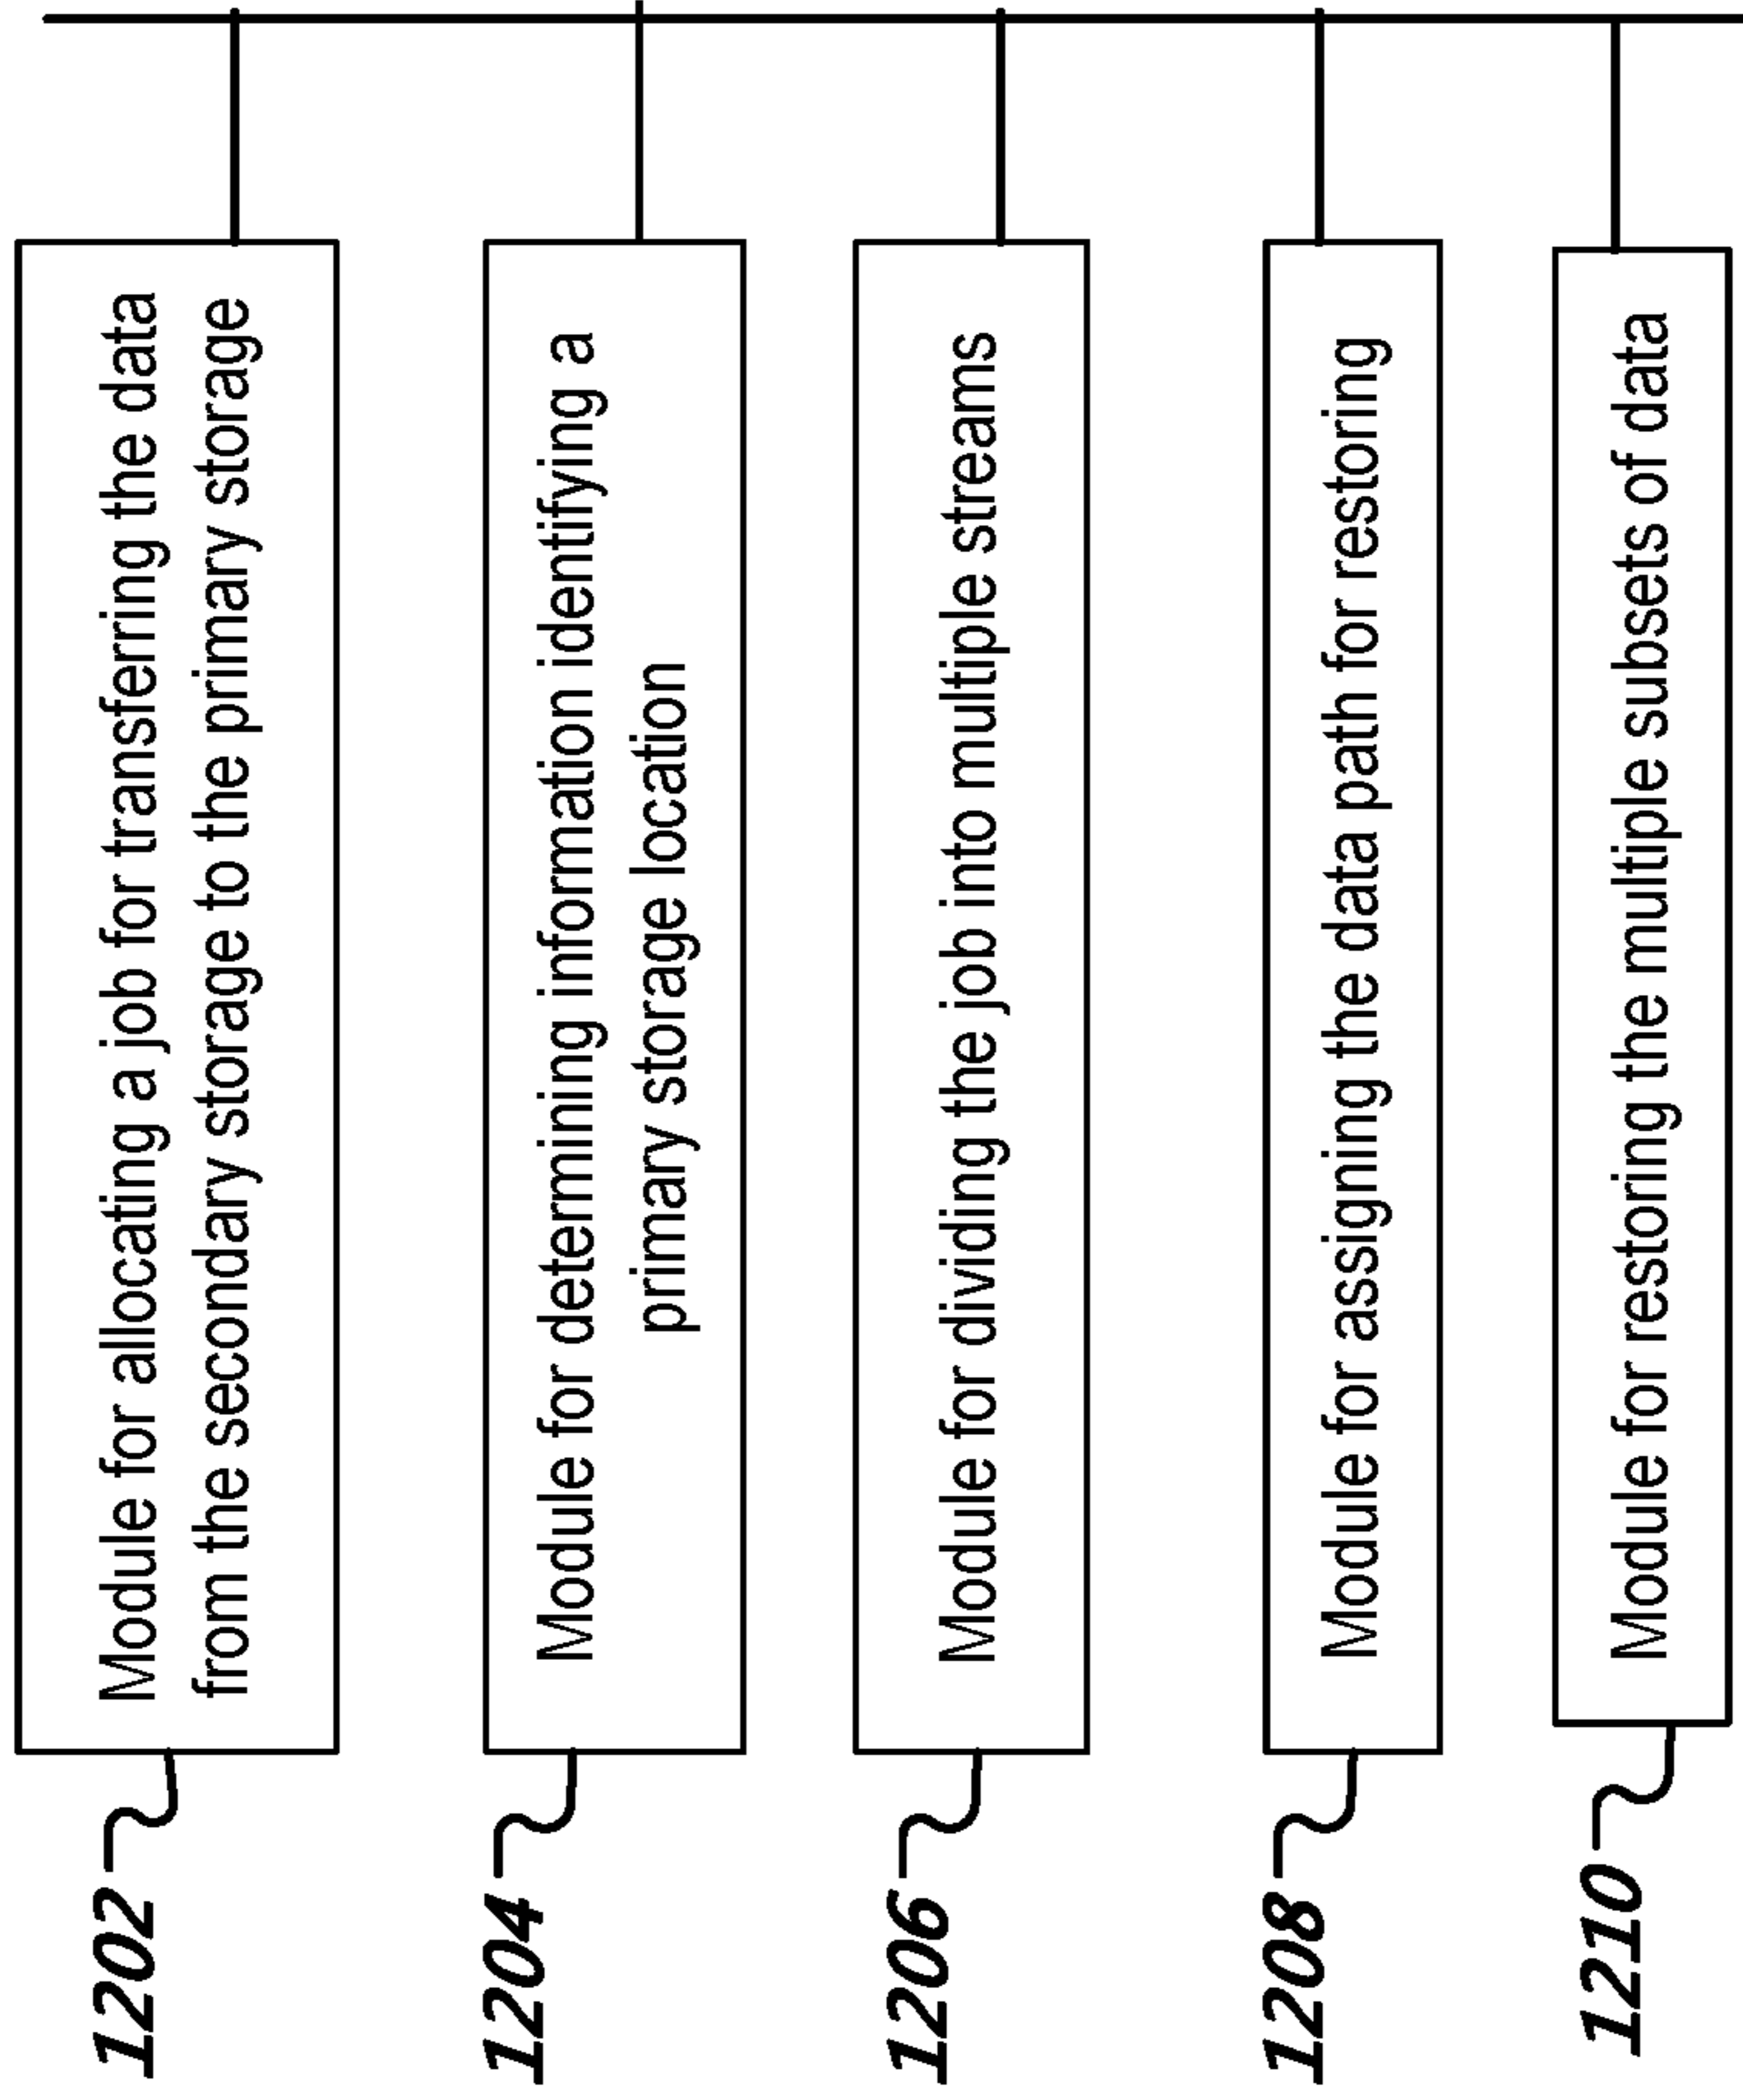 1202
Module for allocating a job for transferring the data
from the secondary storage to the primary storage
1204
Module for determining information identifying a
primary storage location
1206
Module for dividing the job into multiple streams
1208
Module for assigning the data path for restoring
1210
Module for restoring the multiple subsets of data